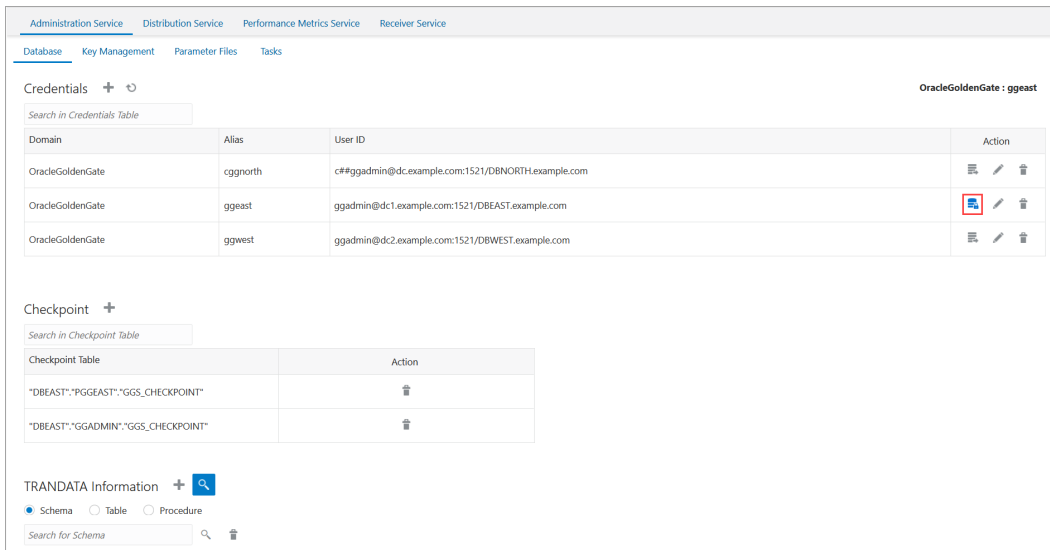 Administration Service Distribution Service Performance Metrics Service Receiver Service
Database Key Management Parameter Files Tasks
Credentials
OracleGoldenGate : ggeast
Search in Credentials Table
Domain Alias User ID Action
OracleGoldenGate cggnorth c##ggadmin@dc.example.com:1521/DBNORTH.example.com
OracleGoldenGate ggeast ggadmin@dc1.example.com:1521/DBEAST.example.com
OracleGoldenGate ggwest ggadmin@dc2.example.com:1521/DBWEST.example.com
Checkpoint
Search in Checkpoint Table
Checkpoint Table Action
"DBEAST"."PGGEAST"."GGS_CHECKPOINT"
"DBEAST"."GGADMIN"."GGS_CHECKPOINT"
TRANDATA Information
Schema Table Procedure
Search for Schema